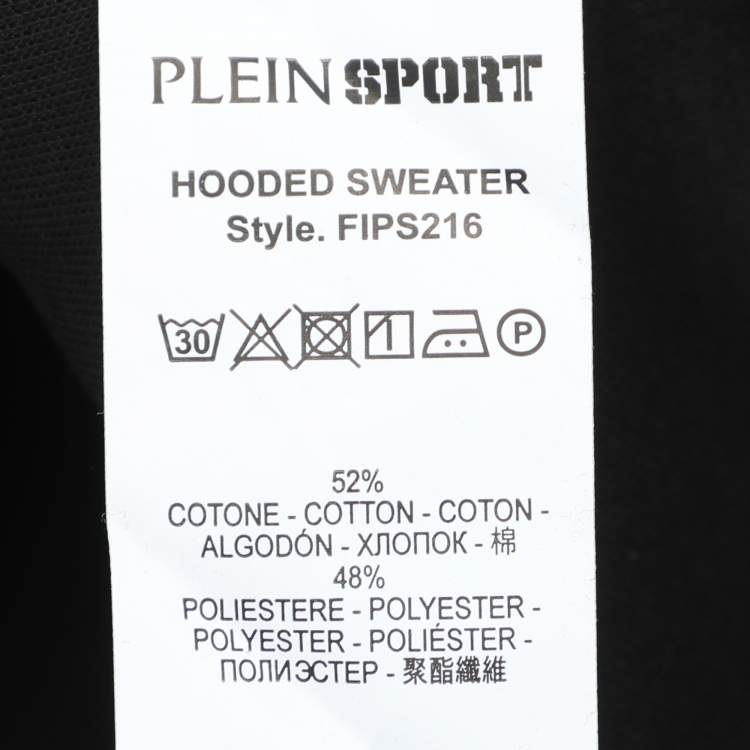 PLEIN SPORT
HOODED SWEATER
Style. FIPS216
30 P
52%
COTONE - COTTON - COTON -
ALGODÓN - ХЛОПОК - 棉
48%
POLIESTERE - POLYESTER -
POLYESTER - POLIÉSTER -
ПОЛИЭСТЕР - 聚酯纖維